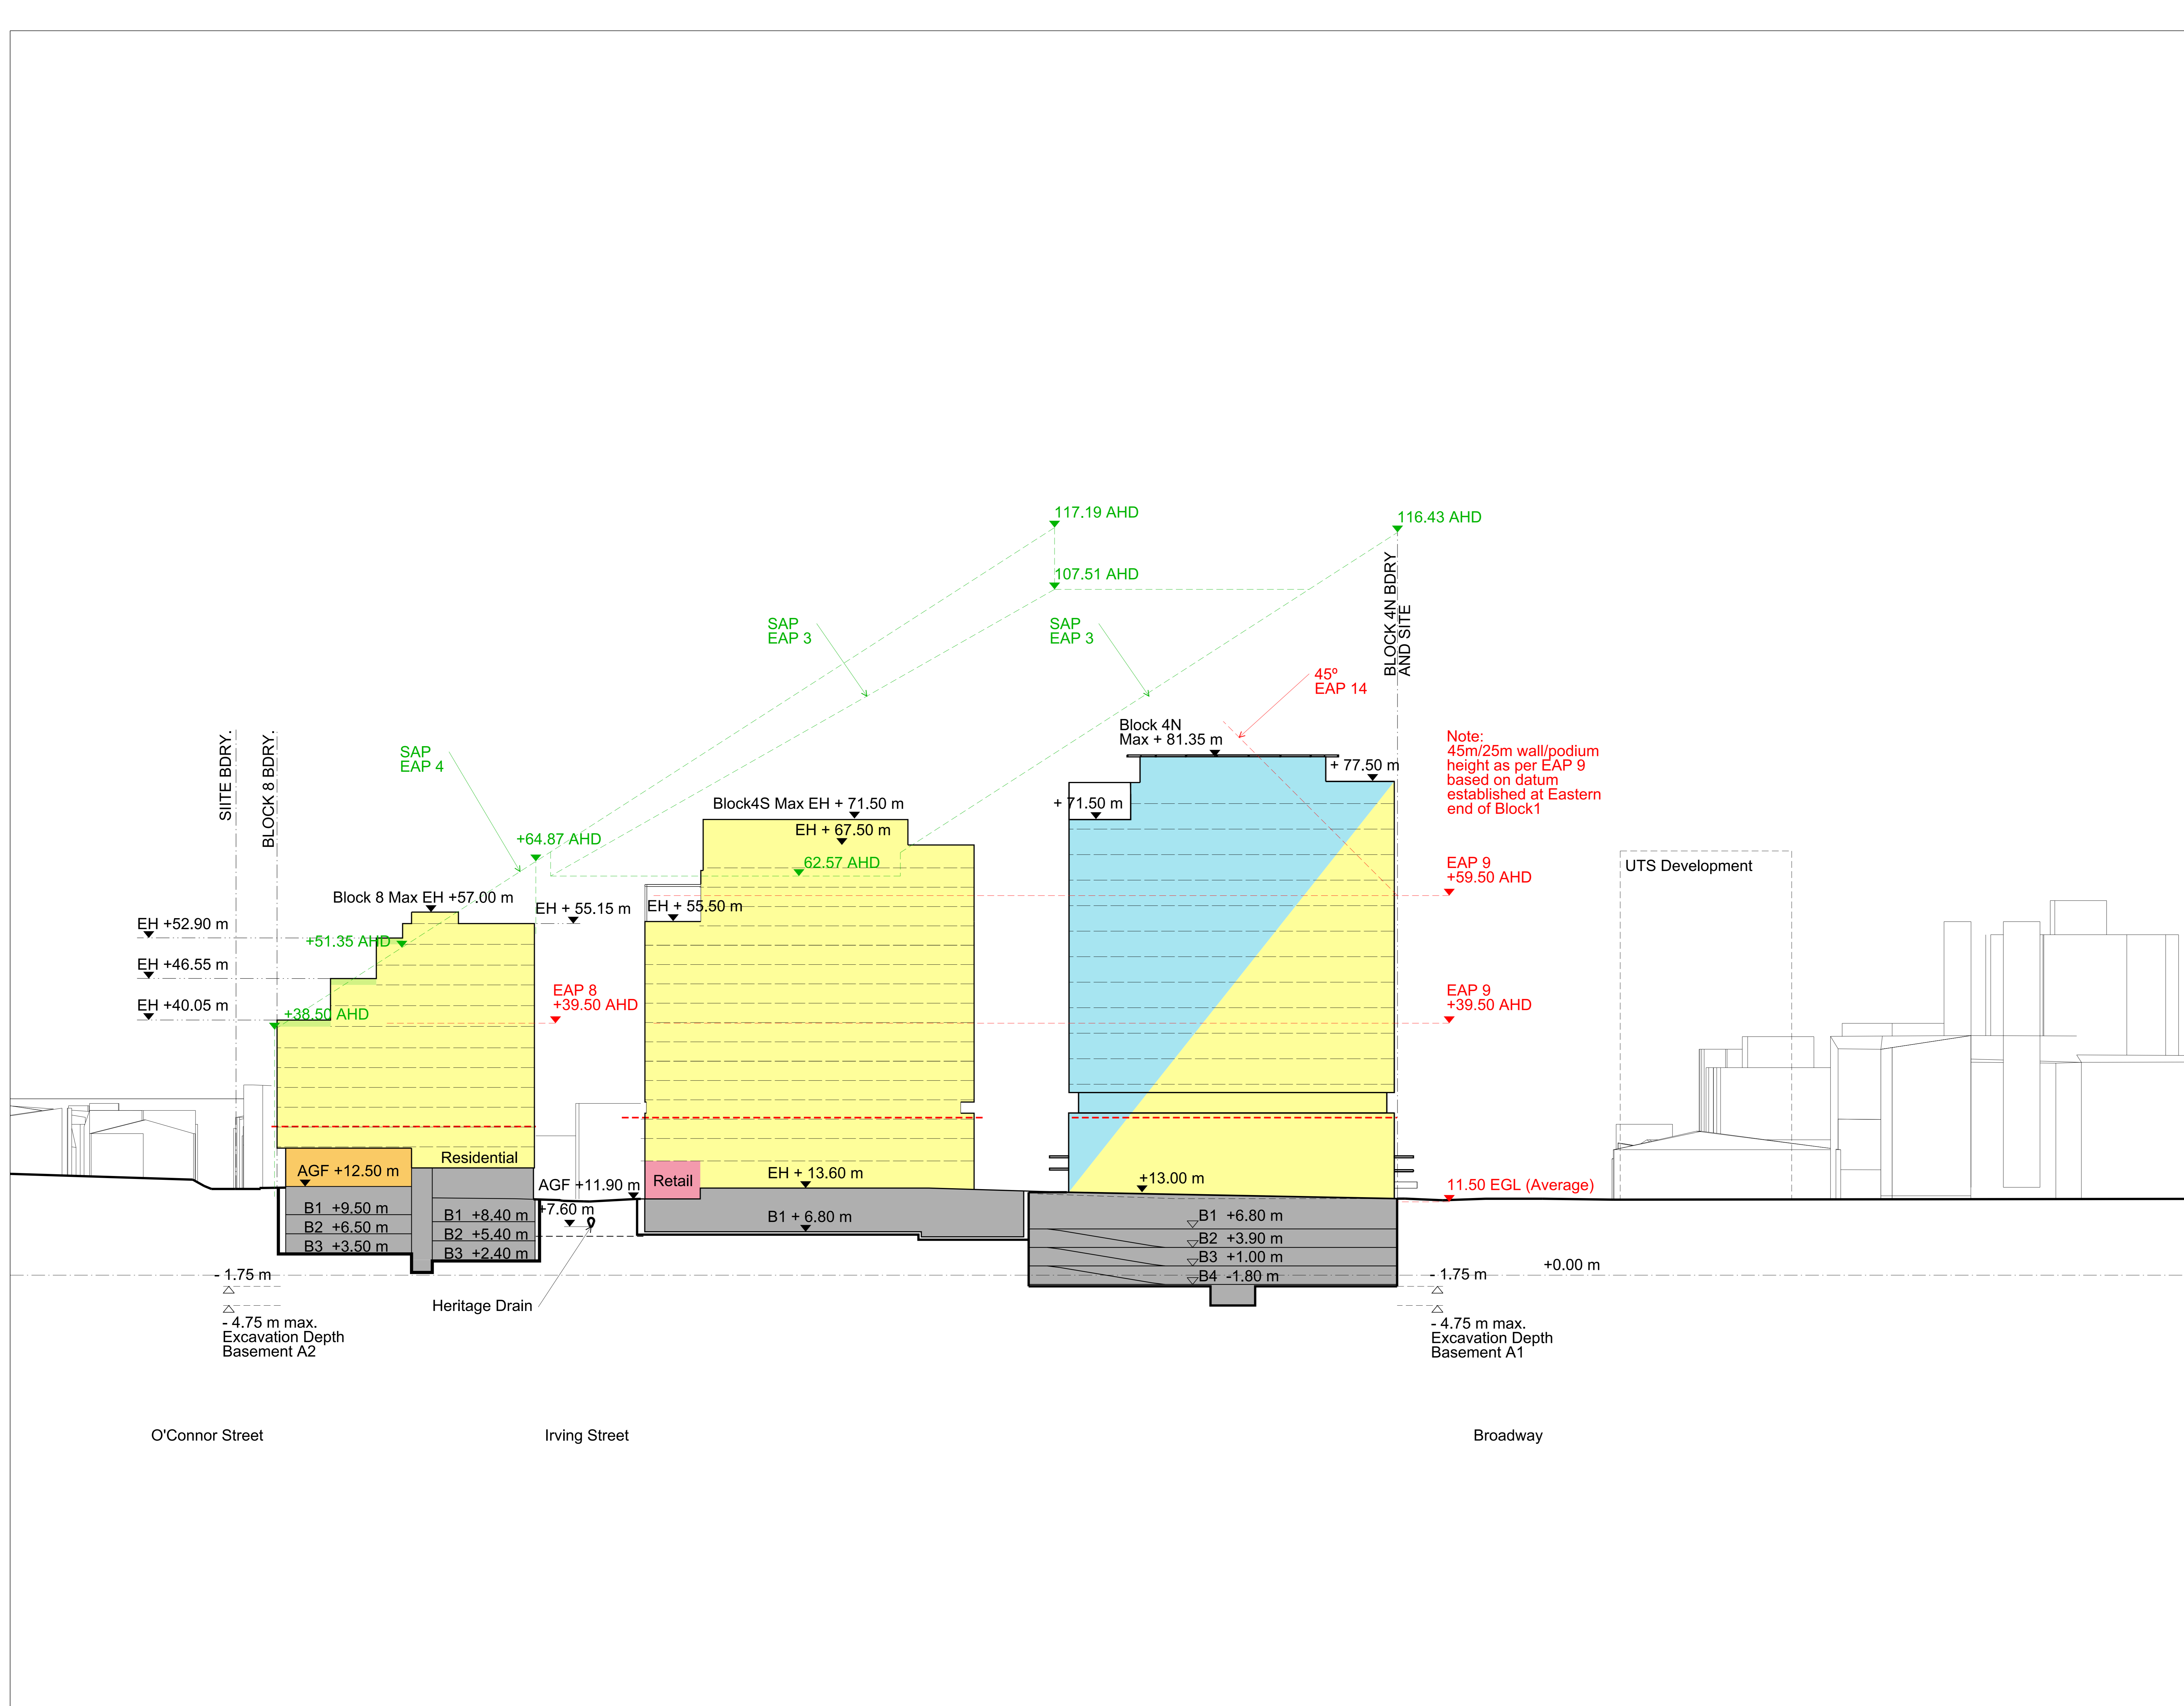 117.19 AHD
116.43 AHD
107.51 AHD
BLOCK 4N BDRY
AND SITE
SAP
EAP 3
SAP
EAP 3
45º
EAP 14
Block 4N
Max + 81.35 m
Note:
45m/25m wall/podium
height as per EAP 9
based on datum
established at Eastern
end of Block1
SIITE BDRY.
BLOCK 8 BDRY.
SAP
EAP 4
+ 77.50 m
Block4S Max EH + 71.50 m
+ 71.50 m
EH + 67.50 m
+64.87 AHD
62.57 AHD
EAP 9
+59.50 AHD
UTS Development
Block 8 Max EH +57.00 m
EH + 55.15 m
EH + 55.50 m
EH +52.90 m
+51.35 AHD
EH +46.55 m
EAP 8
+39.50 AHD
EAP 9
+39.50 AHD
EH +40.05 m
+38.50 AHD
Residential
AGF +12.50 m
AGF +11.90 m
Retail
EH + 13.60 m
+13.00 m
11.50 EGL (Average)
B1 +9.50 m
B2 +6.50 m
B3 +3.50 m
B1 +8.40 m
B2 +5.40 m
B3 +2.40 m
+7.60 m
B1 + 6.80 m
B1 +6.80 m
B2 +3.90 m
B3 +1.00 m
B4 -1.80 m
+0.00 m
- 1.75 m
- 1.75 m
Heritage Drain
- 4.75 m max.
Excavation Depth
Basement A2
- 4.75 m max.
Excavation Depth
Basement A1
O'Connor Street
Irving Street
Broadway